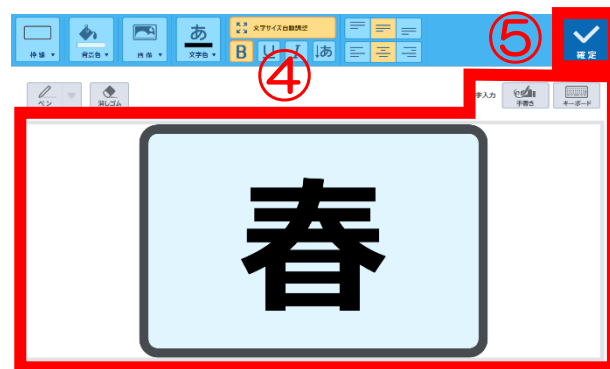 文字サイズ自動調整
枠線 背景色 画像 あ 文字色 B U I ↓あ ⑤ 確定
④
ペン 消しゴム 字入力 手書き キーボード
春